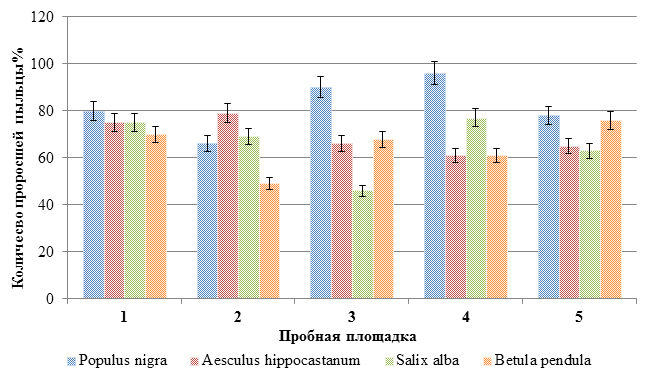 120
100
80
60
40
20
0
Количесво проросшей пыльцы%
1 2 3 4 5
Пробная площадка
Populus nigra Aesculus hippocastanum Salix alba Betula pendula